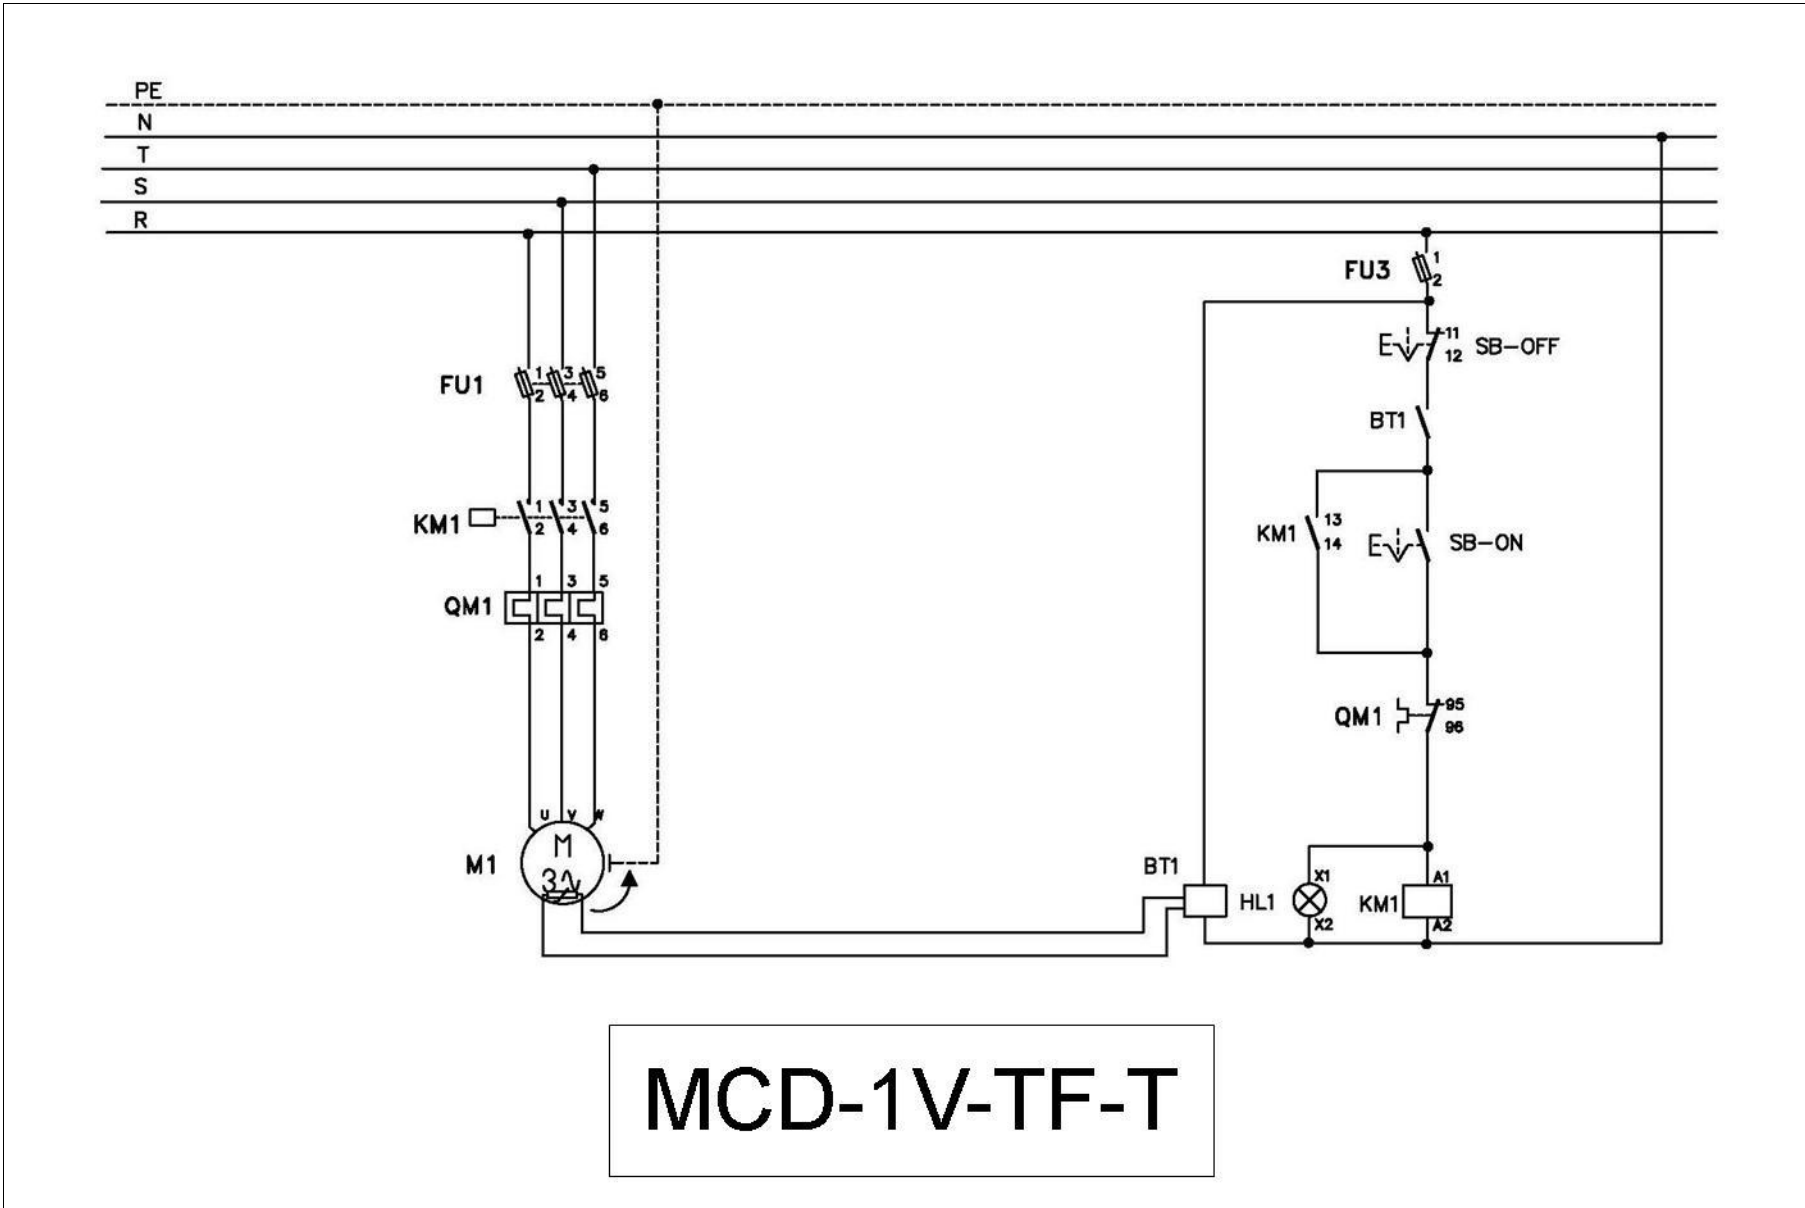 PE
N
T
S
R
FU3 1
2
E SB-OFF 11
12
FU1 1 3 5
2 4 6
BT1
KM1 1 3 5
2 4 6
KM1 13
14
E SB-ON
QM1 1 3 5
2 4 6
QM1 95
96
U V W
M
3~
M1
BT1
HL1 X1
X2
KM1 A1
A2
MCD-1V-TF-T